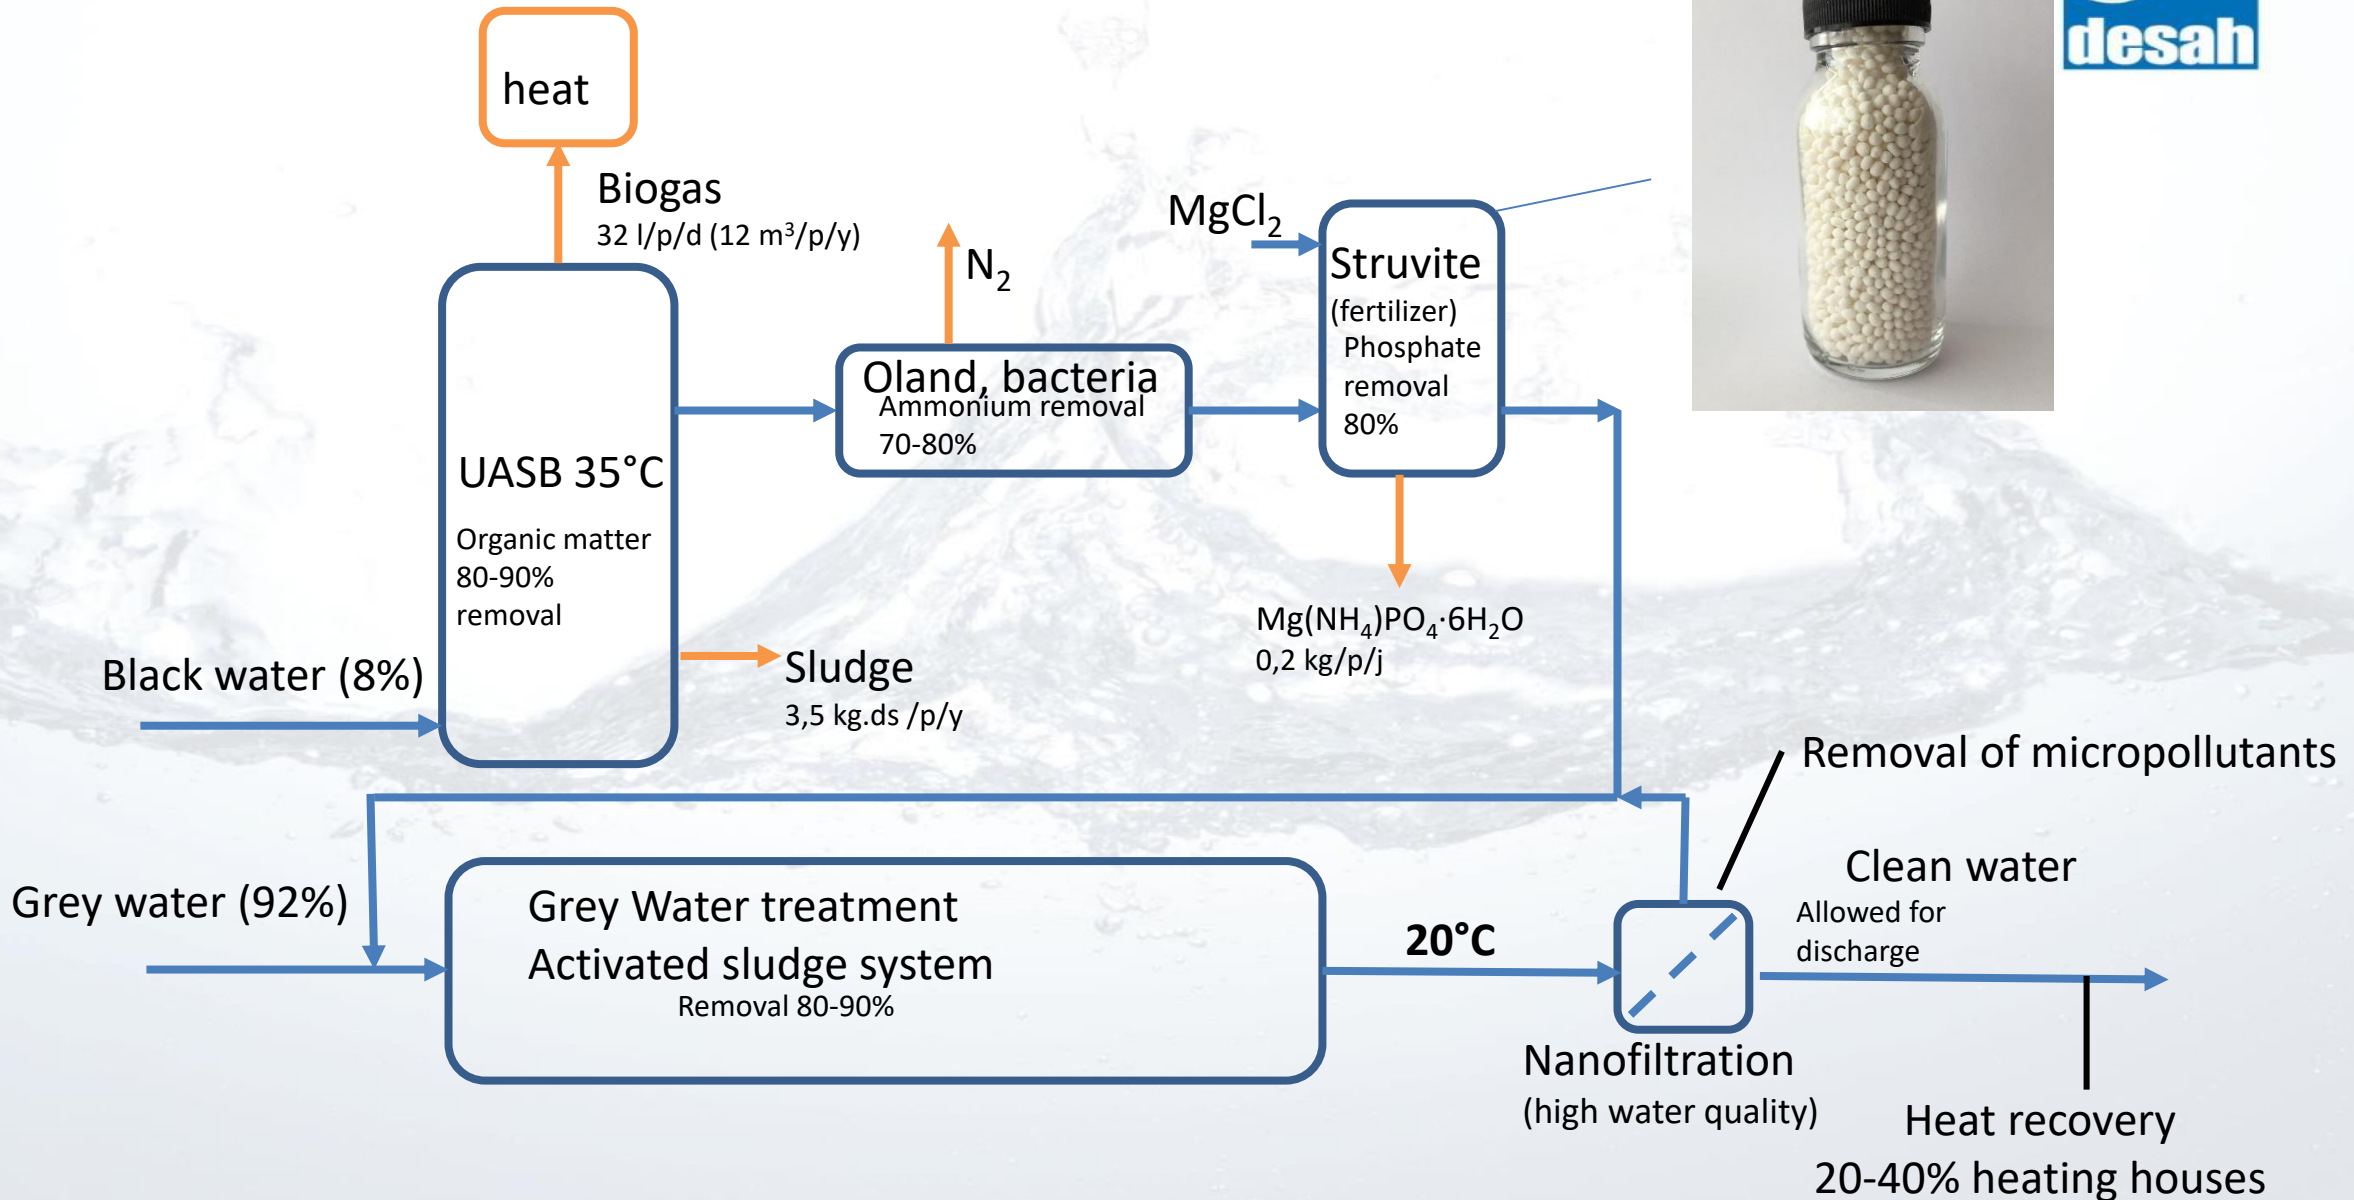 desah
heat
Biogas
32 l/p/d (12 m³/p/y)
N₂
MgCl₂
Struvite
(fertilizer)
Phosphate
removal
80%
Oland, bacteria
Ammonium removal
70-80%
UASB 35°C
Organic matter
80-90%
removal
Mg(NH₄)PO₄·6H₂O
0,2 kg/p/j
Black water (8%)
Sludge
3,5 kg.ds /p/y
Removal of micropollutants
Grey water (92%)
Grey Water treatment
Activated sludge system
Removal 80-90%
20°C
Clean water
Allowed for
discharge
Nanofiltration
(high water quality)
Heat recovery
20-40% heating houses